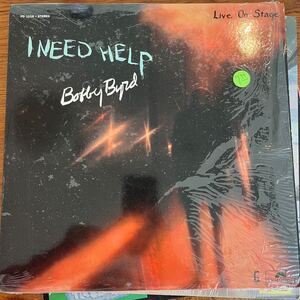 Live On Stage
I NEED HELP
Bobby Byrd